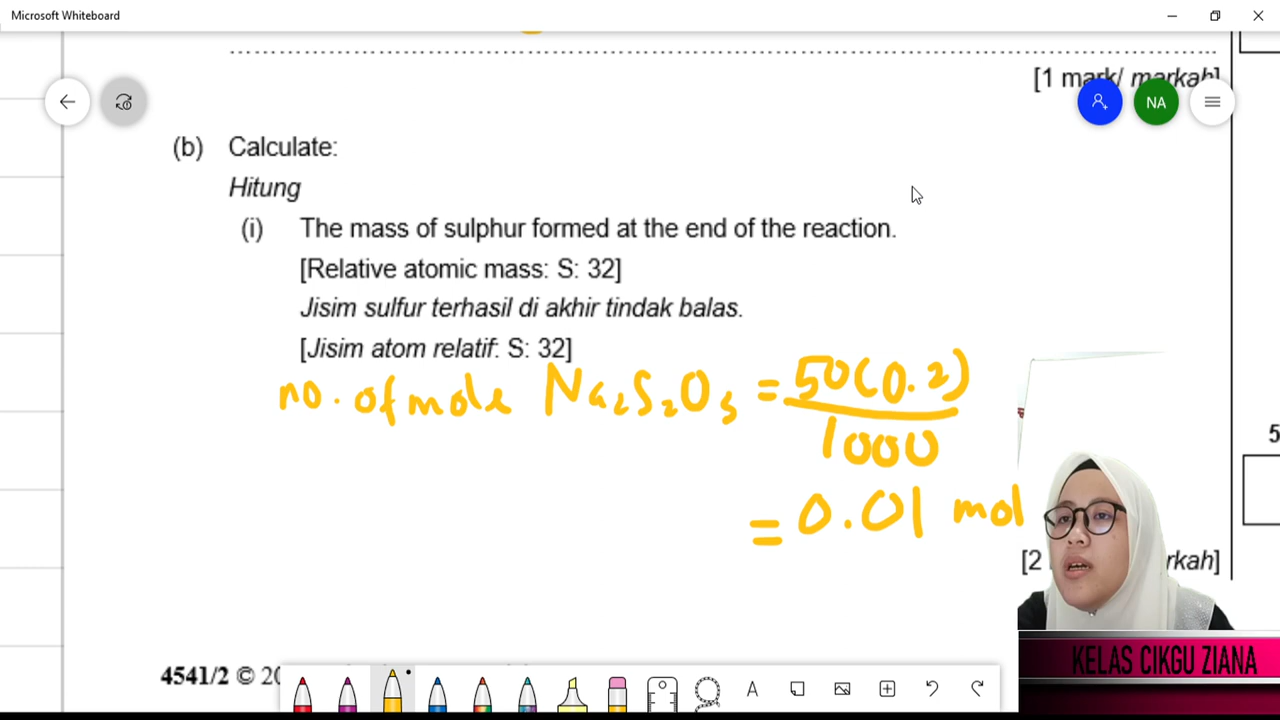 Microsoft Whiteboard
[1 mark/ markah]
NA
(b) Calculate:
Hitung
(i) The mass of sulphur formed at the end of the reaction.
[Relative atomic mass: S: 32]
Jisim sulfur terhasil di akhir tindak balas.
[Jisim atom relatif: S: 32]
no. of mole Na₂S₂O₃ = 50(0.2)
1000
= 0.01 mol
5
[2 rkah]
4541/2 © 20
A
KELAS CIKGU ZIANA